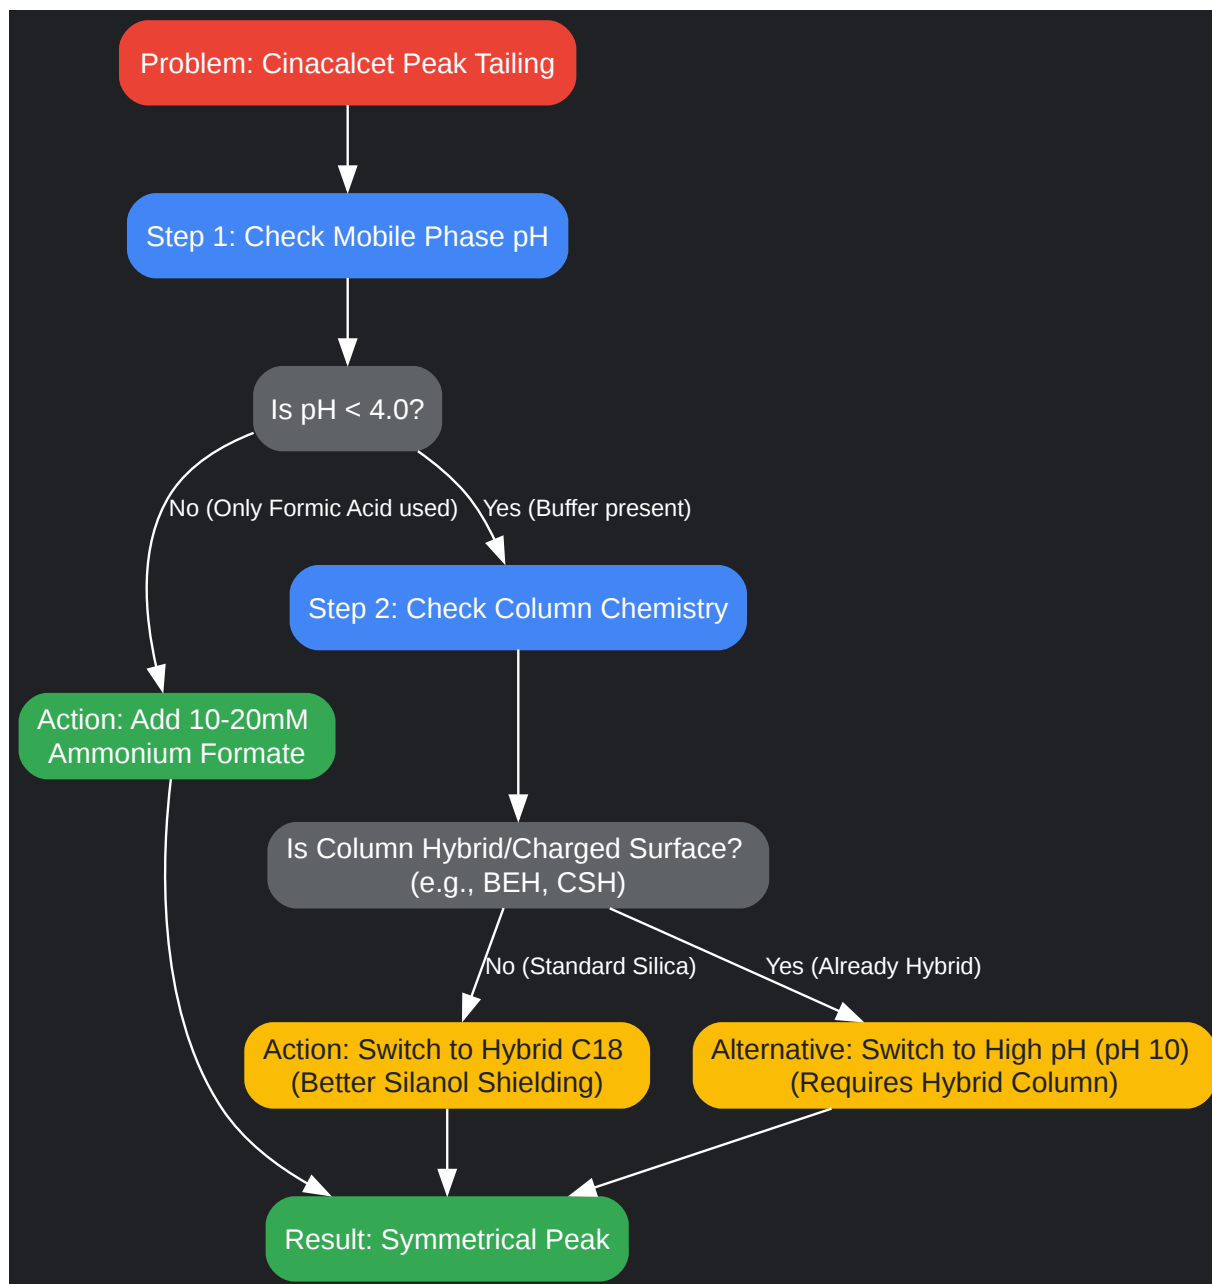 Problem: Cinacalcet Peak Tailing
Step 1: Check Mobile Phase pH
Is pH < 4.0?
No (Only Formic Acid used)
Yes (Buffer present)
Step 2: Check Column Chemistry
Action: Add 10-20mM
Ammonium Formate
Is Column Hybrid/Charged Surface?
(e.g., BEH, CSH)
No (Standard Silica)
Yes (Already Hybrid)
Action: Switch to Hybrid C18
(Better Silanol Shielding)
Alternative: Switch to High pH (pH 10)
(Requires Hybrid Column)
Result: Symmetrical Peak